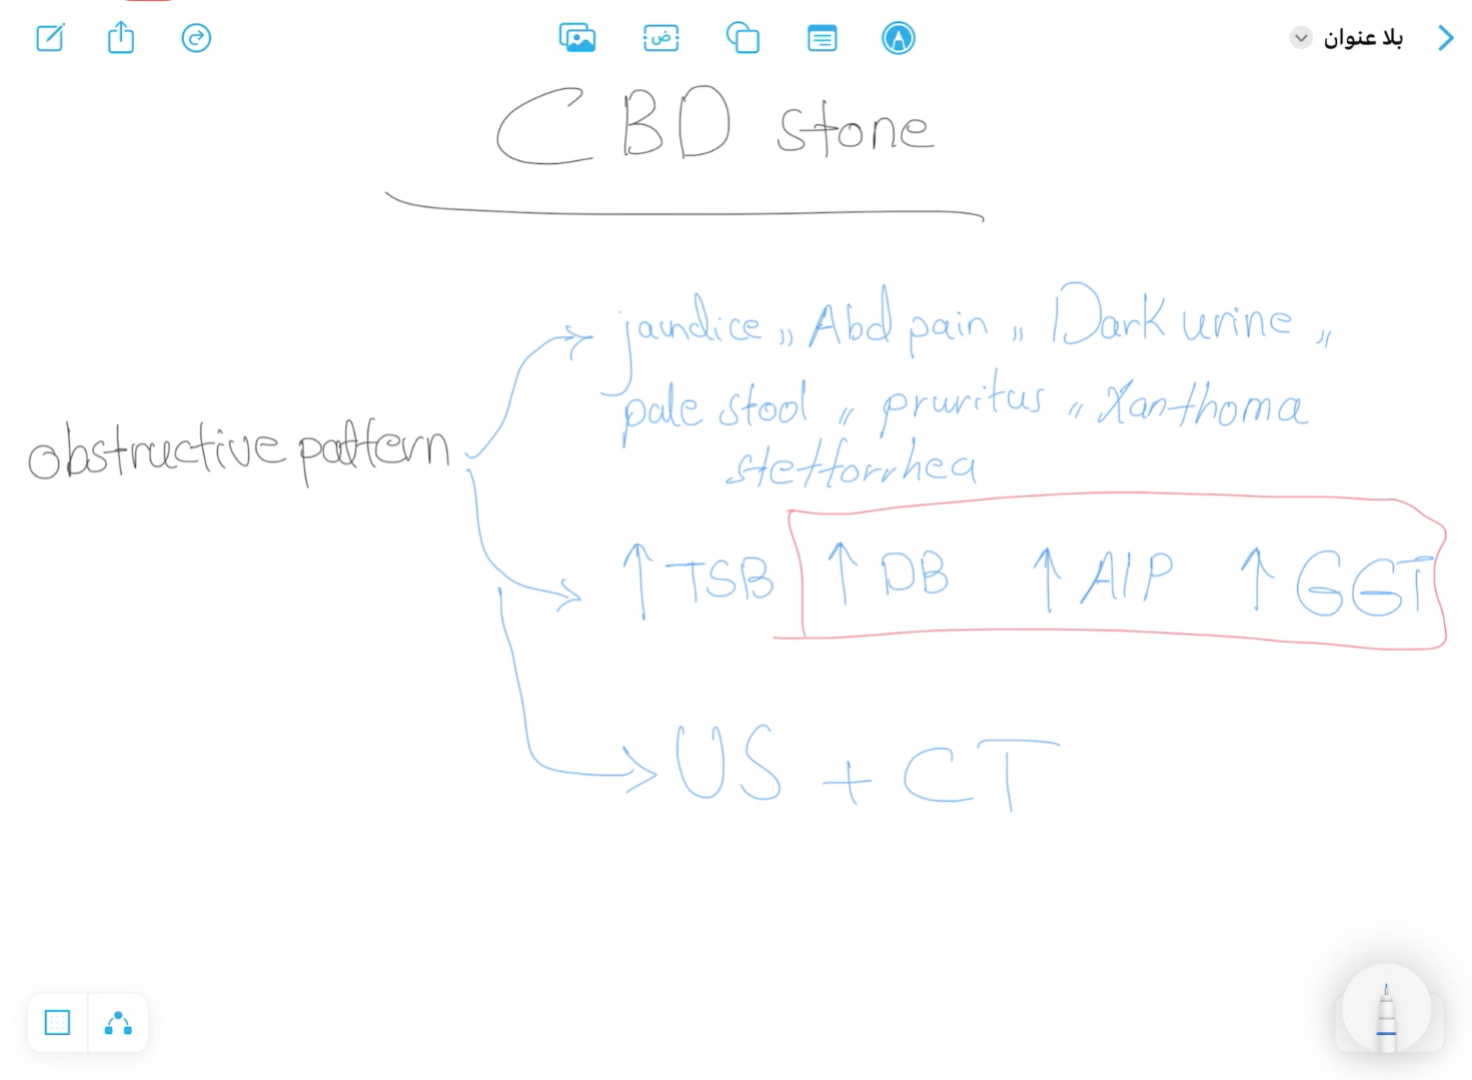 بلا عنوان
CBD stone
obstructive pattern
jaundice ,, Abd pain ,, Dark urine ,,
pale stool ,, pruritus ,, Xanthoma
stettorrhea
↑ TSB ↑ DB ↑ AlP ↑ GGT
US + CT